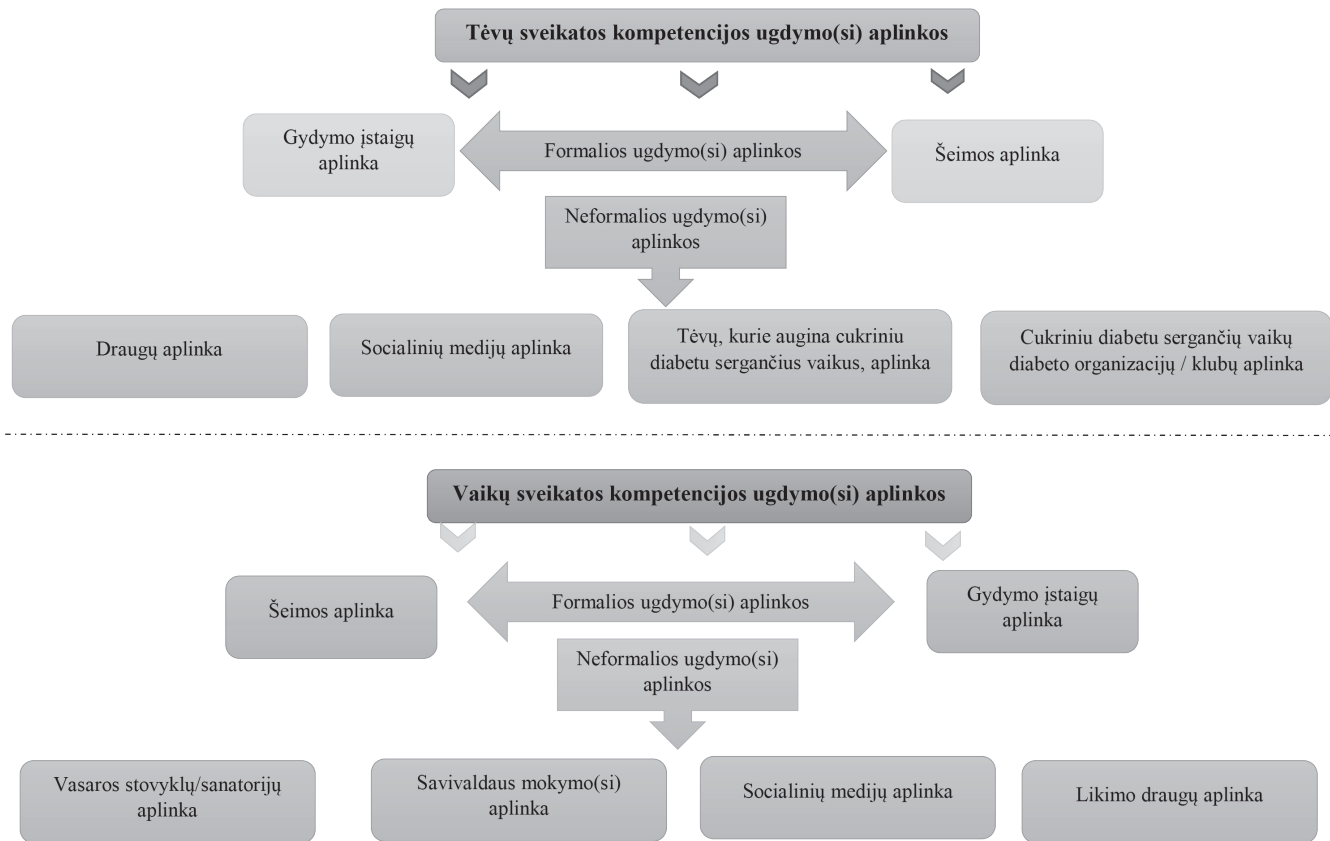 Tėvų sveikatos kompetencijos ugdymo(si) aplinkos
Gydymo įstaigų
aplinka
Formalios ugdymo(si) aplinkos
Šeimos aplinka
Neformalios ugdymo(si)
aplinkos
Draugų aplinka
Socialinių medijų aplinka
Tėvų, kurie augina cukriniu
diabetu sergančius vaikus, aplinka
Cukriniu diabetu sergančių vaikų
diabeto organizacijų / klubų aplinka
Vaikų sveikatos kompetencijos ugdymo(si) aplinkos
Šeimos aplinka
Formalios ugdymo(si) aplinkos
Gydymo įstaigų
aplinka
Neformalios ugdymo(si)
aplinkos
Vasaros stovyklų/sanatorijų
aplinka
Savivaldaus mokymo(si)
aplinka
Socialinių medijų aplinka
Likimo draugų aplinka